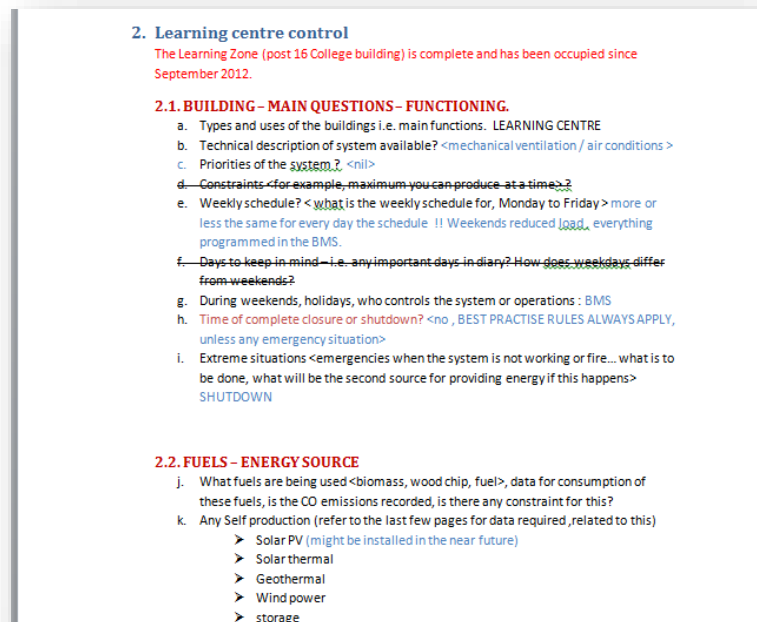 2. Learning centre control
The Learning Zone (post 16 College building) is complete and has been occupied since
September 2012.
2.1. BUILDING – MAIN QUESTIONS – FUNCTIONING.
a. Types and uses of the buildings i.e. main functions. LEARNING CENTRE
b. Technical description of system available? <mechanical ventilation / air conditions >
c. Priorities of the system ? <nil>
d. Constraints <for example, maximum you can produce at a time> ?
e. Weekly schedule? < what is the weekly schedule for, Monday to Friday > more or
less the same for every day the schedule !! Weekends reduced load, everything
programmed in the BMS.
f. Days to keep in mind – i.e. any important days in diary? How does weekdays differ
from weekends?
g. During weekends, holidays, who controls the system or operations : BMS
h. Time of complete closure or shutdown? <no , BEST PRACTISE RULES ALWAYS APPLY,
unless any emergency situation>
i. Extreme situations <emergencies when the system is not working or fire... what is to
be done, what will be the second source for providing energy if this happens>
SHUTDOWN
2.2. FUELS – ENERGY SOURCE
j. What fuels are being used <biomass, wood chip, fuel>, data for consumption of
these fuels, is the CO emissions recorded, is there any constraint for this?
k. Any Self production (refer to the last few pages for data required ,related to this)
➢ Solar PV (might be installed in the near future)
➢ Solar thermal
➢ Geothermal
➢ Wind power
➢ storage